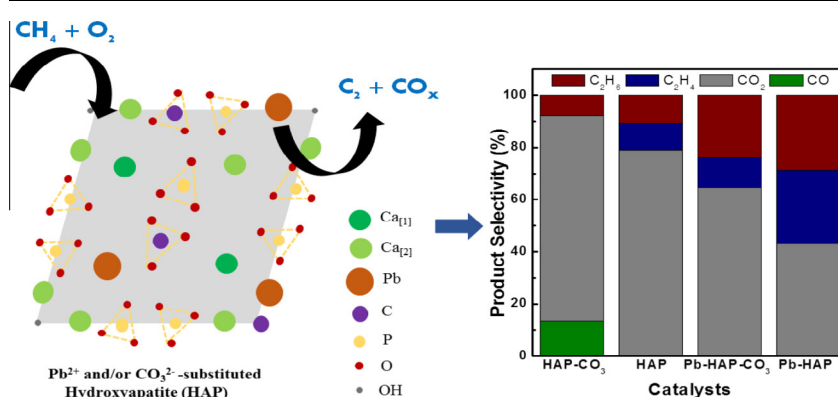 CH₄ + O₂
C₂ + COₓ
Ca[1]
Ca[2]
Pb
C
P
O
OH
Pb²⁺ and/or CO₃²⁻ -substituted
Hydroxyapatite (HAP)
C₂H₆ C₂H₄ CO₂ CO
Product Selectivity (%)
100
80
60
40
20
0
HAP-CO₃ HAP Pb-HAP-CO₃ Pb-HAP
Catalysts